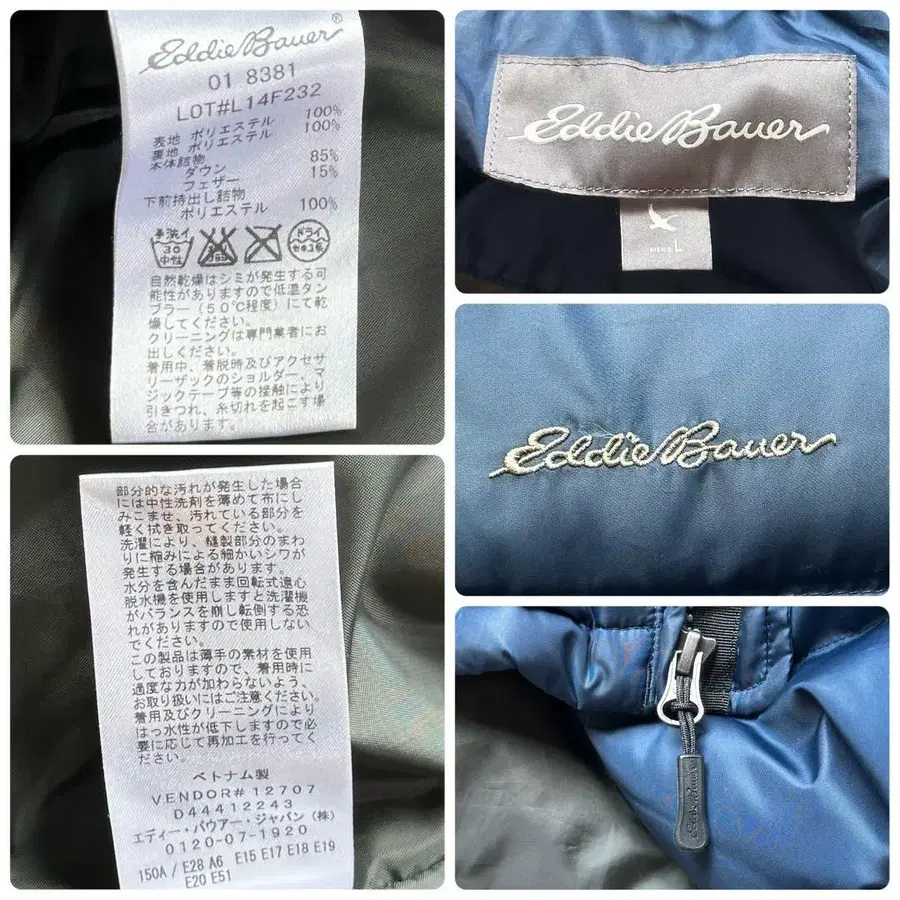 Eddie Bauer®
01 8381
LOT#L14F232
表地 ポリエステル 100%
裏地 ポリエステル 100%
本体詰物
ダウン 85%
フェザー 15%
下前持出し詰物
ポリエステル 100%
手洗イ
30
中性
ドライ
セキユ系
自然乾燥はシミが発生する可
能性がありますので低温タン
ブラー(50℃程度)にて乾
燥してください。
クリーニングは専門業者にお
出しください。
着用中、着脱時及びアクセサ
リーザックのショルダー、マ
ジックテープ等の接触により
引きつれ、糸切れを起こす場
合があります。
部分的な汚れが発生した場合
には中性洗剤を薄めて布にし
みこませ、汚れている部分を
軽く拭き取ってください。
洗濯により、縫製部分のまわ
りに縮みによる細かいシワが
発生する場合があります。
水分を含んだまま回転式遠心
脱水機を使用しますと洗濯機
がバランスを崩し転倒する恐
れがありますので使用しない
でください。
この製品は薄手の素材を使用
しておりますので、着用時に
過度な力が加わらないよう、
お取り扱いにはご注意ください。
着用及びクリーニングにより
はっ水性が低下しますので必
要に応じて再加工を行ってく
ださい。
ベトナム製
VENDOR# 12707
D44412243
エディー・バウアー・ジャパン(株)
0120-07-1920
150A / E28 A6 E15 E17 E18 E19
E20 E51
Eddie Bauer
MEN'S L
Eddie Bauer
Eddie Bauer